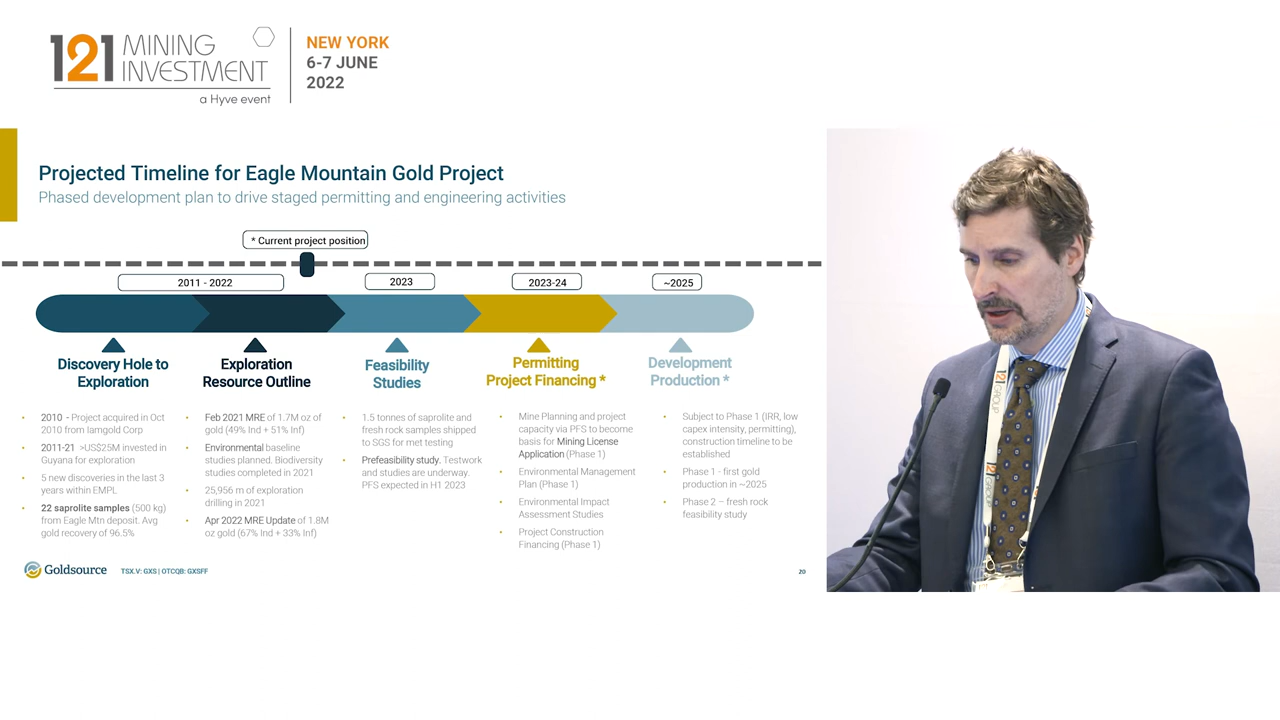 121 MINING INVESTMENT
a Hyve event
NEW YORK
6-7 JUNE
2022
Projected Timeline for Eagle Mountain Gold Project
Phased development plan to drive staged permitting and engineering activities
* Current project position
2011 - 2022
2023
2023-24
~2025
Discovery Hole to
Exploration
• 2010 - Project acquired in Oct
2010 from Iamgold Corp
• 2011-21 >US$25M invested in
Guyana for exploration
• 5 new discoveries in the last 3
years within EMPL
• 22 saprolite samples (500 kg)
from Eagle Mtn deposit. Avg
gold recovery of 96.5%
Exploration
Resource Outline
• Feb 2021 MRE of 1.7M oz of
gold (49% Ind + 51% Inf)
• Environmental baseline
studies planned. Biodiversity
studies completed in 2021
• 25,956 m of exploration
drilling in 2021
• Apr 2022 MRE Update of 1.8M
oz gold (67% Ind + 33% Inf)
Feasibility
Studies
• 1.5 tonnes of saprolite and
fresh rock samples shipped
to SGS for met testing
• Prefeasibility study. Testwork
and studies are underway.
PFS expected in H1 2023
Permitting
Project Financing *
• Mine Planning and project
capacity via PFS to become
basis for Mining License
Application (Phase 1)
• Environmental Management
Plan (Phase 1)
• Environmental Impact
Assessment Studies
• Project Construction
Financing (Phase 1)
Development
Production *
• Subject to Phase 1 (IRR, low
capex intensity, permitting),
construction timeline to be
established
• Phase 1 - first gold
production in ~2025
• Phase 2 – fresh rock
feasibility study
Goldsource
TSX.V: GXS | OTCQB: GXSFF
20
121 GROUP
121 GROUP